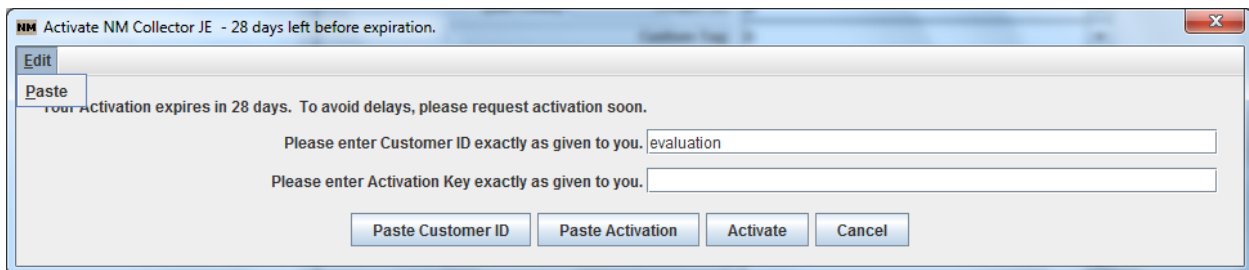 NM Activate NM Collector JE - 28 days left before expiration.
Edit
Paste
Your Activation expires in 28 days. To avoid delays, please request activation soon.
Please enter Customer ID exactly as given to you. evaluation
Please enter Activation Key exactly as given to you.
Paste Customer ID Paste Activation Activate Cancel